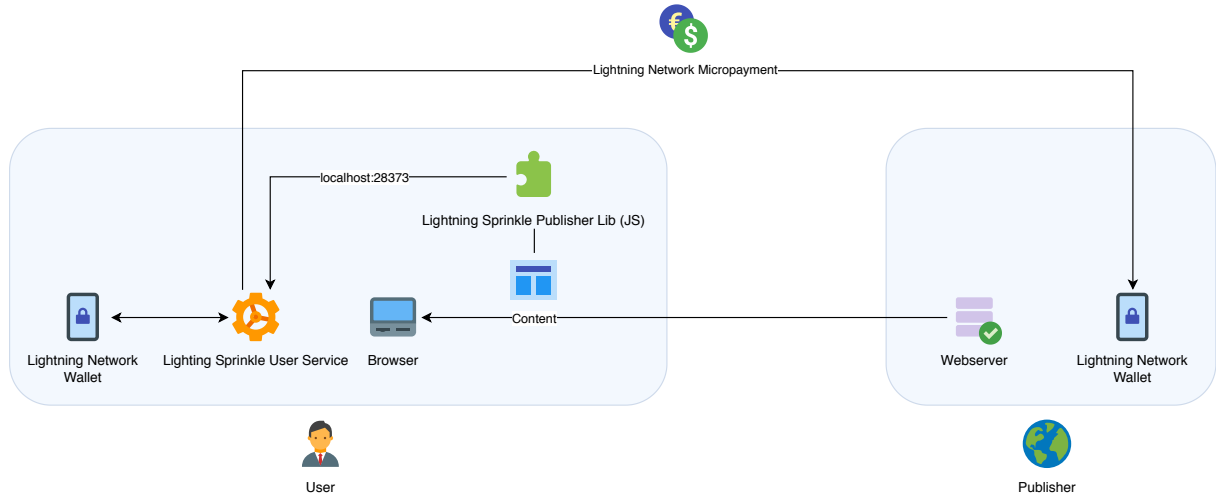 €
$
Lightning Network Micropayment
localhost:28373
Lightning Sprinkle Publisher Lib (JS)
Content
Lightning Network
Wallet
Lighting Sprinkle User Service
Browser
Webserver
Lightning Network
Wallet
User
Publisher